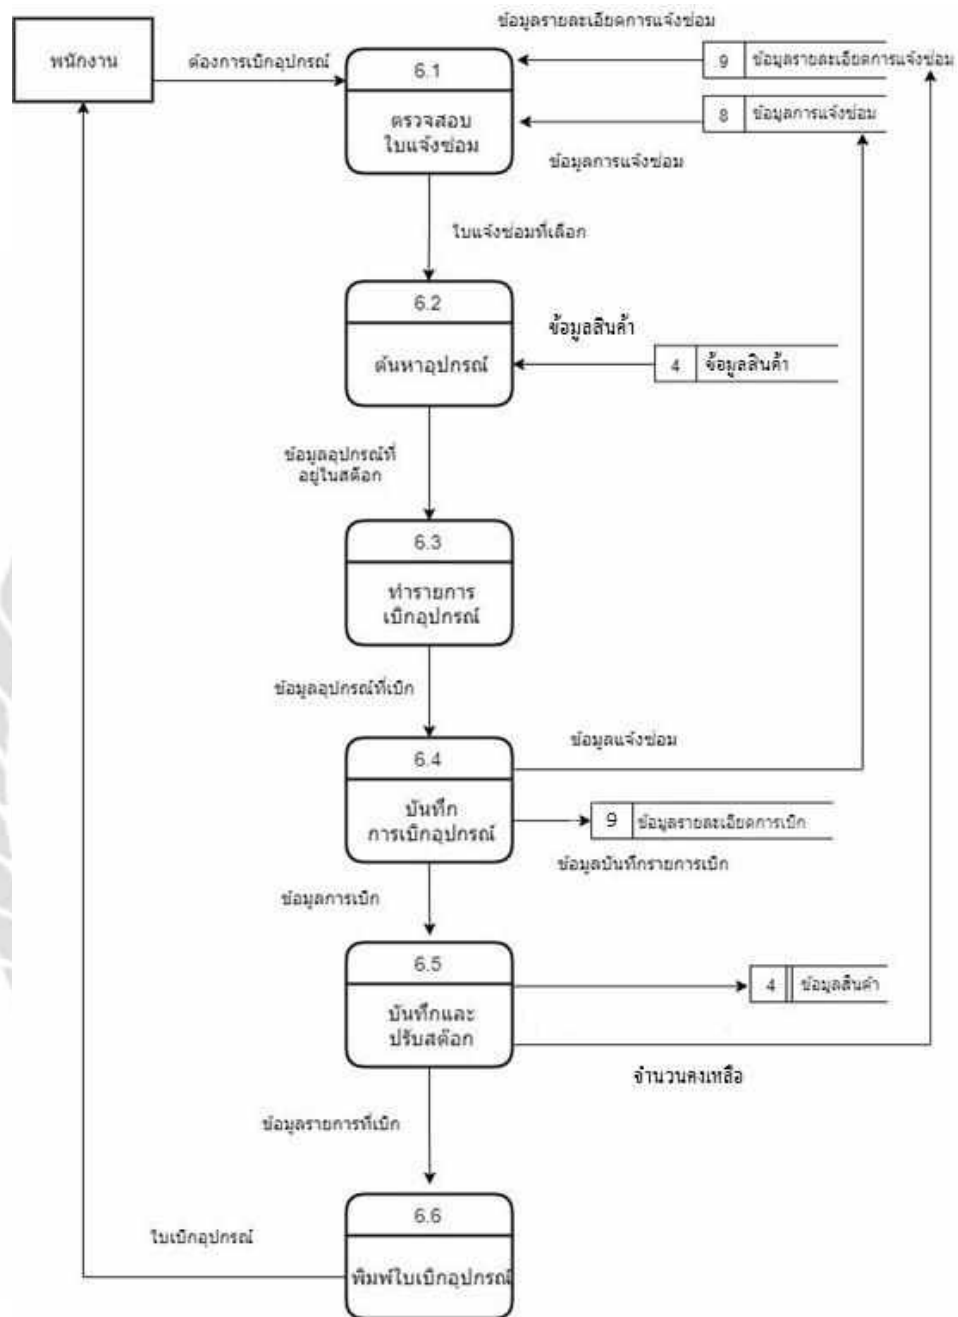 ข้อมูลรายละเอียดการแจ้งซ่อม
พนักงาน
ต้องการเบิกอุปกรณ์
6.1
ตรวจสอบ
ใบแจ้งซ่อม
9 ข้อมูลรายละเอียดการแจ้งซ่อม
8 ข้อมูลการแจ้งซ่อม
ข้อมูลการแจ้งซ่อม
ใบแจ้งซ่อมที่เลือก
6.2
ค้นหาอุปกรณ์
ข้อมูลสินค้า
4 ข้อมูลสินค้า
ข้อมูลอุปกรณ์ที่
อยู่ในสต๊อก
6.3
ทำรายการ
เบิกอุปกรณ์
ข้อมูลอุปกรณ์ที่เบิก
ข้อมูลแจ้งซ่อม
6.4
บันทึก
การเบิกอุปกรณ์
9 ข้อมูลรายละเอียดการเบิก
ข้อมูลบันทึกรายการเบิก
ข้อมูลการเบิก
6.5
บันทึกและ
ปรับสต๊อก
4 ข้อมูลสินค้า
จำนวนคงเหลือ
ข้อมูลรายการที่เบิก
6.6
พิมพ์ใบเบิกอุปกรณ์
ใบเบิกอุปกรณ์